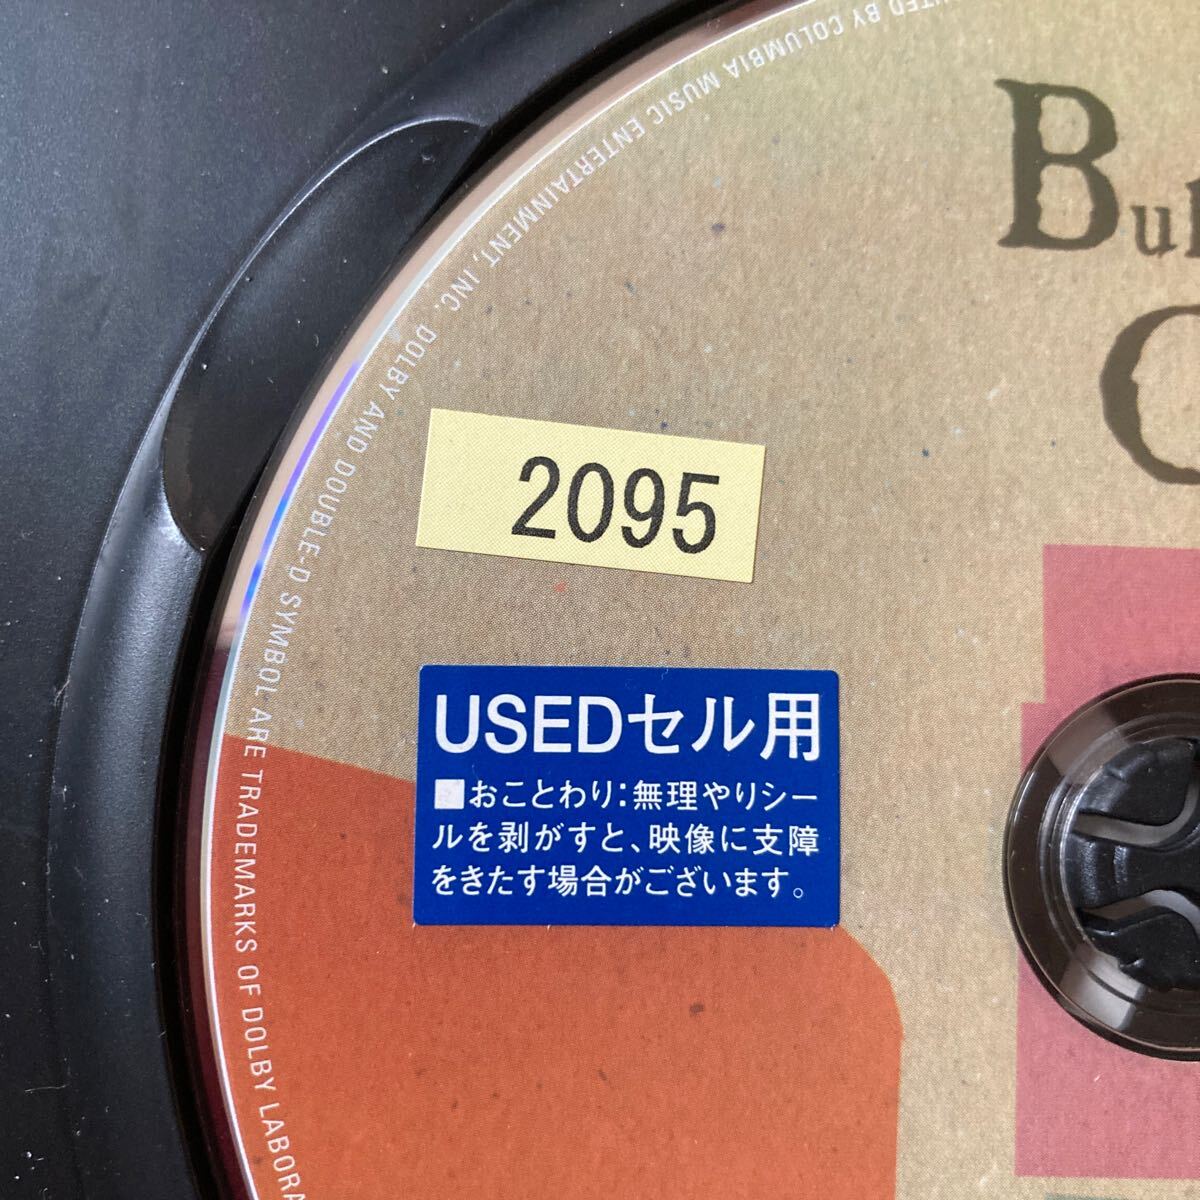 BY COLUMBIA MUSIC ENTERTAINMENT, INC. DOLBY AND DOUBLE-D SYMBOL ARE TRADEMARKS OF DOLBY
2095
USEDセル用
■おことわり:無理やりシー
ルを剥がすと、映像に支障
をきたす場合がございます。